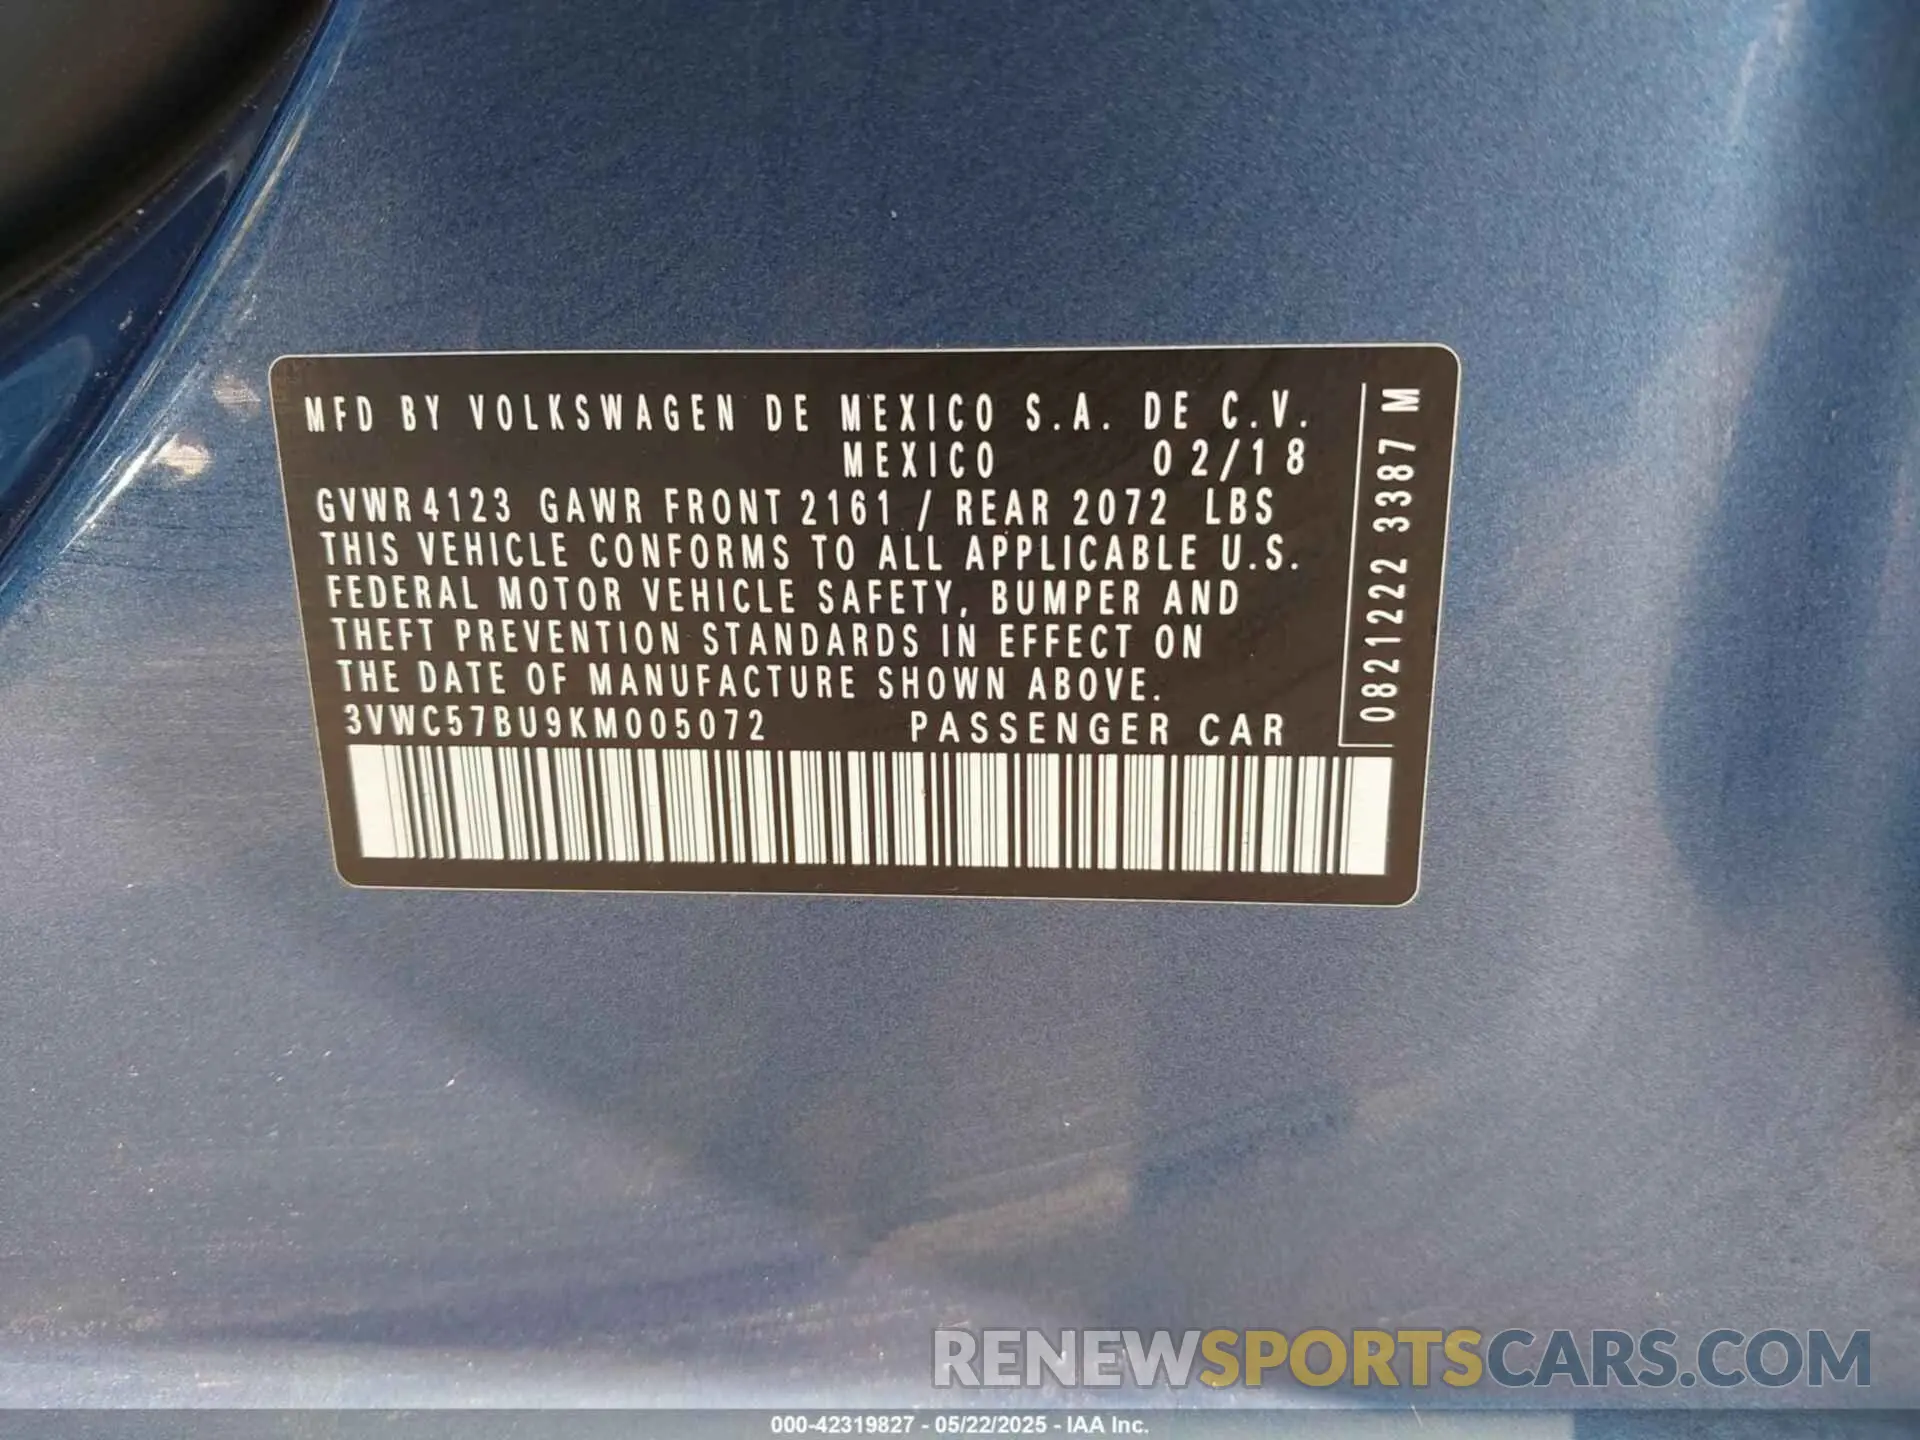 MFD BY VOLKSWAGEN DE MEXICO S.A. DE C.V.
MEXICO 02/18
GVWR 4123 GAWR FRONT 2161 / REAR 2072 LBS
THIS VEHICLE CONFORMS TO ALL APPLICABLE U.S.
FEDERAL MOTOR VEHICLE SAFETY, BUMPER AND
THEFT PREVENTION STANDARDS IN EFFECT ON
THE DATE OF MANUFACTURE SHOWN ABOVE.
3VWC57BU9KM005072 PASSENGER CAR
0821222 3387 M
RENEWSPORTSCARS.COM
000-42319827 - 05/22/2025 - IAA Inc.